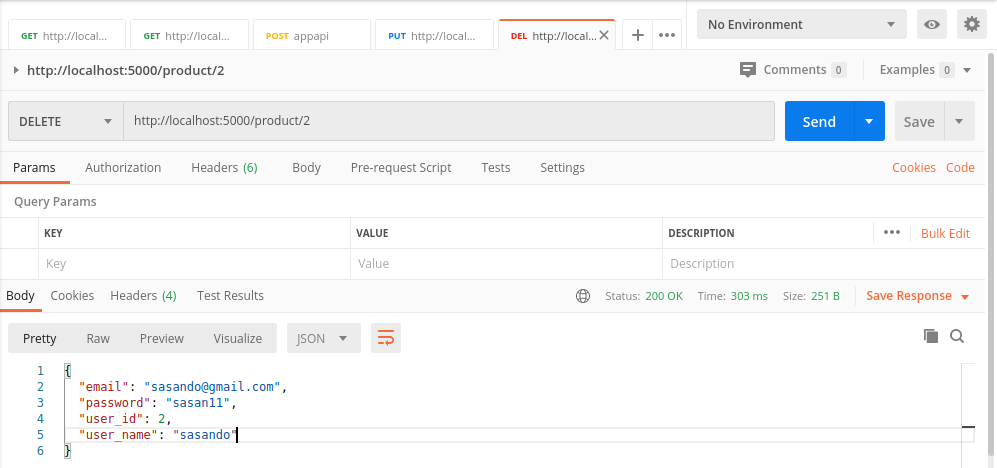 GET http://local... GET http://local... POST appapi PUT http://local... DEL http://local... No Environment
http://localhost:5000/product/2 Comments 0 Examples 0
DELETE http://localhost:5000/product/2 Send Save
Params Authorization Headers (6) Body Pre-request Script Tests Settings Cookies Code
Query Params
KEY VALUE DESCRIPTION Bulk Edit
Key Value Description
Body Cookies Headers (4) Test Results Status: 200 OK Time: 303 ms Size: 251 B Save Response
Pretty Raw Preview Visualize JSON
1 {
2 "email": "sasando@gmail.com",
3 "password": "sasan11",
4 "user_id": 2,
5 "user_name": "sasando"
6 }